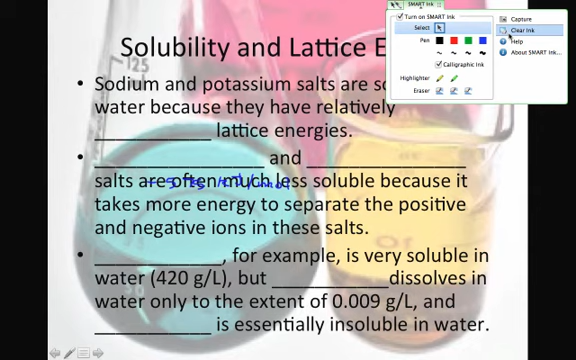 SMART Ink
Turn on SMART Ink
Select
Pen
Calligraphic Ink
Highlighter
Eraser
Capture
Clear Ink
Help
About SMART Ink...
Solubility and Lattice E
• Sodium and potassium salts are so
water because they have relatively
____________ lattice energies.
• __________________ and _________________
salts are often much less soluble because it
takes more energy to separate the positive
and negative ions in these salts.
• _____________, for example, is very soluble in
water (420 g/L), but ____________dissolves in
water only to the extent of 0.009 g/L, and
____________ is essentially insoluble in water.